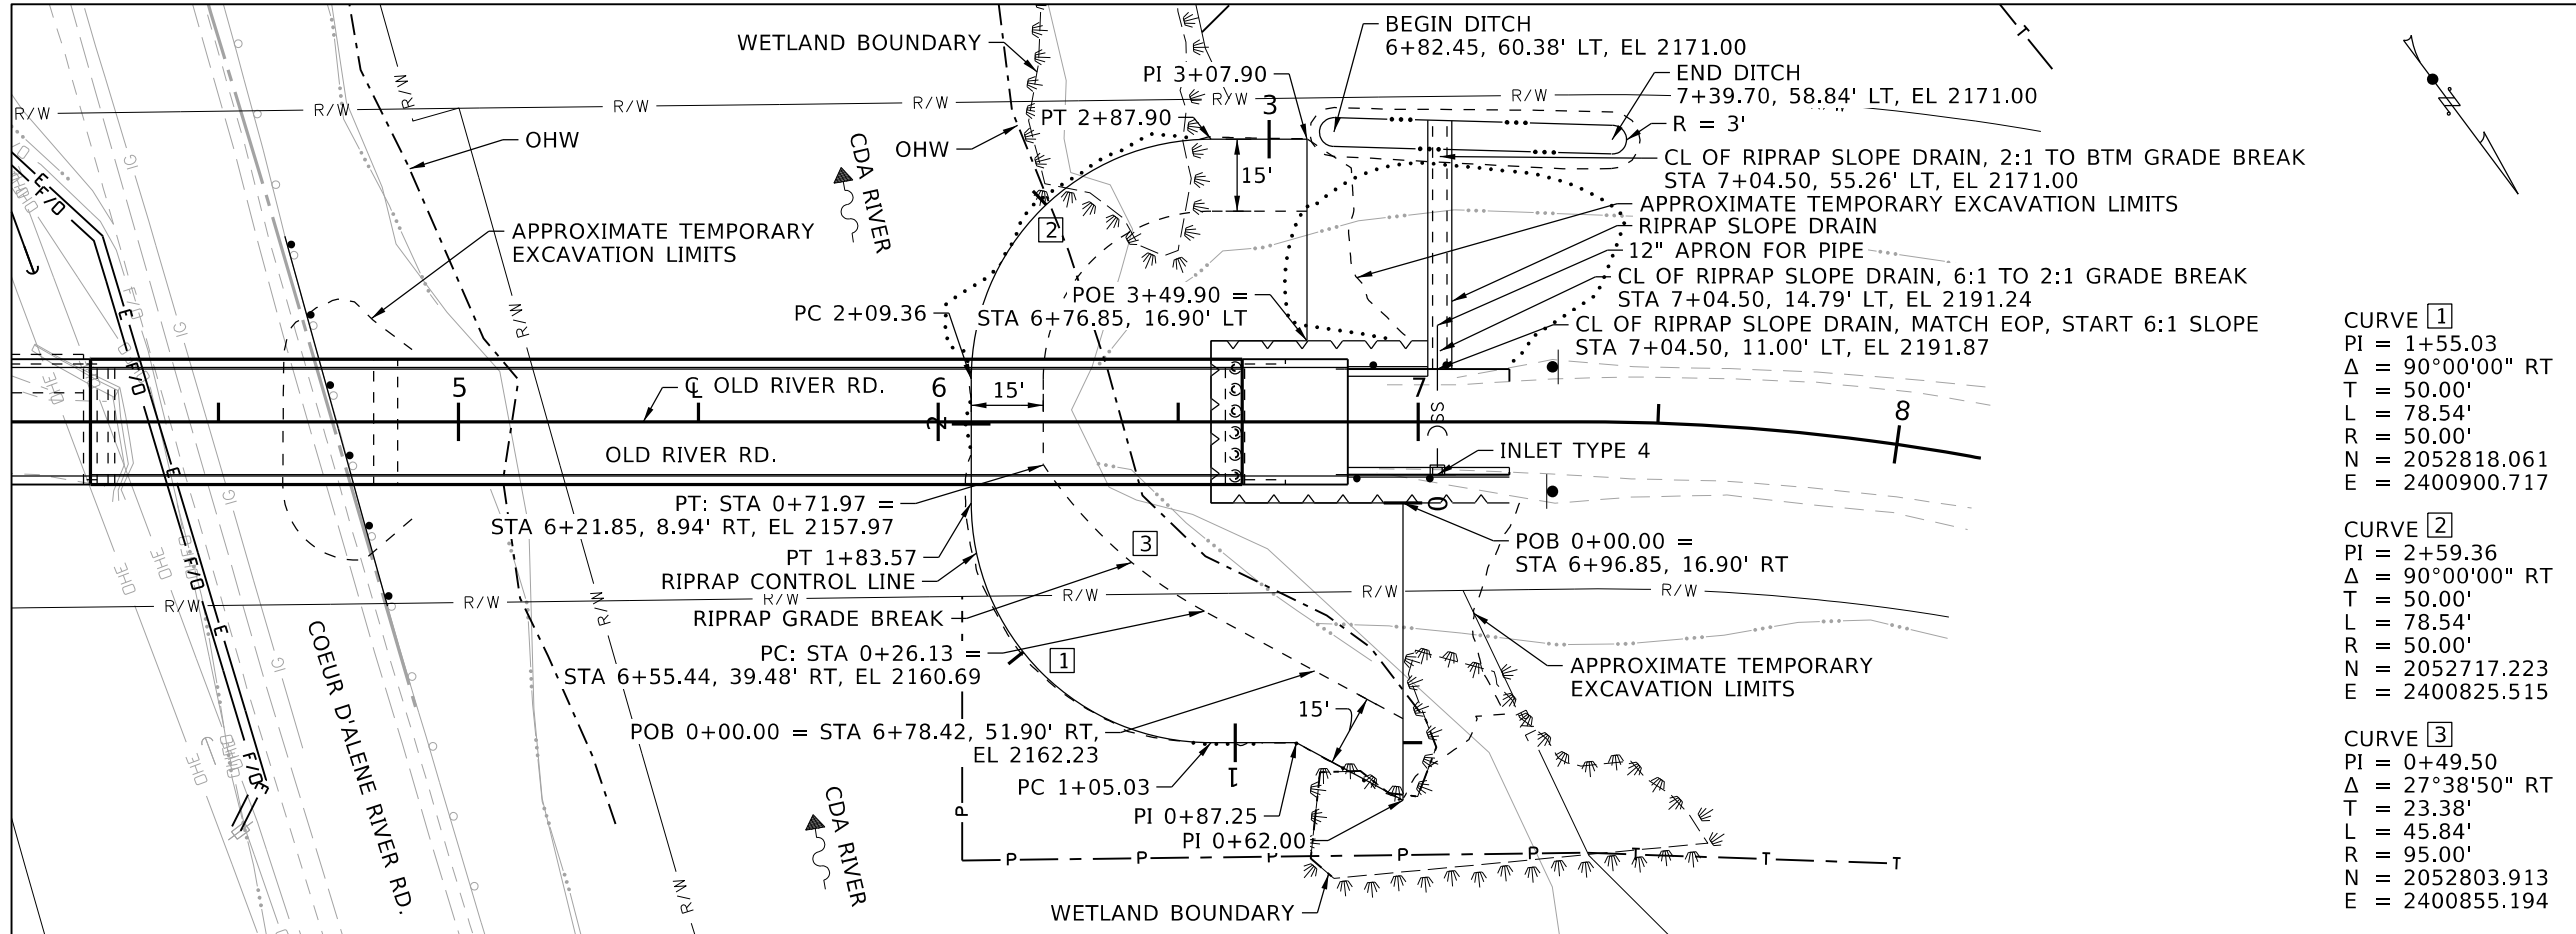 WETLAND BOUNDARY
BEGIN DITCH
6+82.45, 60.38' LT, EL 2171.00
PI 3+07.90
END DITCH
7+39.70, 58.84' LT, EL 2171.00
R/W
R/W
R/W
R/W
R/W
R/W
R/W
3
T
PT 2+87.90
R = 3'
OHW
OHW
CDA RIVER
15'
CL OF RIPRAP SLOPE DRAIN, 2:1 TO BTM GRADE BREAK
STA 7+04.50, 55.26' LT, EL 2171.00
APPROXIMATE TEMPORARY EXCAVATION LIMITS
RIPRAP SLOPE DRAIN
12" APRON FOR PIPE
APPROXIMATE TEMPORARY
EXCAVATION LIMITS
2
CL OF RIPRAP SLOPE DRAIN, 6:1 TO 2:1 GRADE BREAK
STA 7+04.50, 14.79' LT, EL 2191.24
POE 3+49.90 =
STA 6+76.85, 16.90' LT
PC 2+09.36
R/W
CL OF RIPRAP SLOPE DRAIN, MATCH EOP, START 6:1 SLOPE
STA 7+04.50, 11.00' LT, EL 2191.87
E
F/O
E
F/O
5
CL OLD RIVER RD.
6
15'
2
7
SS
8
OLD RIVER RD.
INLET TYPE 4
0
PT: STA 0+71.97 =
STA 6+21.85, 8.94' RT, EL 2157.97
PT 1+83.57
RIPRAP CONTROL LINE
3
POB 0+00.00 =
STA 6+96.85, 16.90' RT
R/W
R/W
R/W
R/W
R/W
R/W
R/W
RIPRAP GRADE BREAK
PC: STA 0+26.13 =
STA 6+55.44, 39.48' RT, EL 2160.69
1
APPROXIMATE TEMPORARY
EXCAVATION LIMITS
15'
POB 0+00.00 = STA 6+78.42, 51.90' RT,
EL 2162.23
1
PC 1+05.03
PI 0+87.25
PI 0+62.00
COEUR D'ALENE RIVER RD.
E
F/O
E
F/O
OHE
OHE
OHE
OHE
IG
IG
CDA RIVER
R/W
P
P
P
P
P
P
T
T
T
WETLAND BOUNDARY
CURVE 1
PI = 1+55.03
Δ = 90°00'00" RT
T = 50.00'
L = 78.54'
R = 50.00'
N = 2052818.061
E = 2400900.717
CURVE 2
PI = 2+59.36
Δ = 90°00'00" RT
T = 50.00'
L = 78.54'
R = 50.00'
N = 2052717.223
E = 2400825.515
CURVE 3
PI = 0+49.50
Δ = 27°38'50" RT
T = 23.38'
L = 45.84'
R = 95.00'
N = 2052803.913
E = 2400855.194